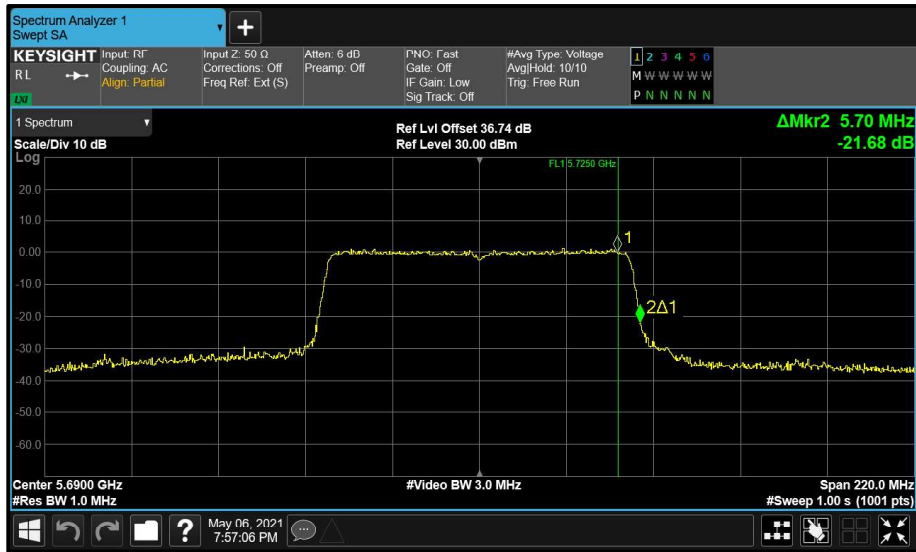 Spectrum Analyzer 1
Swept SA
+
KEYSIGHT
RL
LXI
Input: RF
Coupling: AC
Align: Partial
Input Z: 50 Ω
Corrections: Off
Freq Ref: Ext (S)
Atten: 6 dB
Preamp: Off
PNO: Fast
Gate: Off
IF Gain: Low
Sig Track: Off
#Avg Type: Voltage
Avg|Hold: 10/10
Trig: Free Run
1 2 3 4 5 6
M W W W W W
P N N N N N
1 Spectrum
Scale/Div 10 dB
Ref Lvl Offset 36.74 dB
Ref Level 30.00 dBm
ΔMkr2 5.70 MHz
-21.68 dB
Log
FL1 5.7250 GHz
20.0
10.0
0.00
1
-10.0
2Δ1
-20.0
-30.0
-40.0
-50.0
-60.0
Center 5.6900 GHz
#Res BW 1.0 MHz
#Video BW 3.0 MHz
Span 220.0 MHz
#Sweep 1.00 s (1001 pts)
?
May 06, 2021
7:57:06 PM